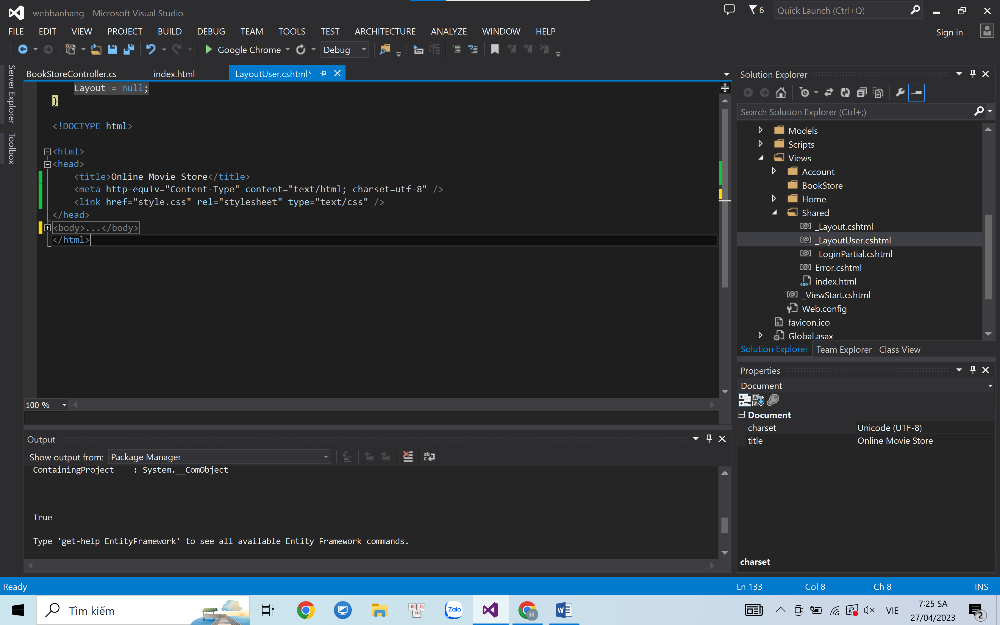 webbanhang - Microsoft Visual Studio
6
Quick Launch (Ctrl+Q)
FILE EDIT VIEW PROJECT BUILD DEBUG TEAM TOOLS TEST ARCHITECTURE ANALYZE WINDOW HELP
Sign in
Google Chrome
Debug
Server Explorer
Toolbox
BookStoreController.cs
index.html
_LayoutUser.cshtml*
Layout = null;
}
<!DOCTYPE html>
<html>
<head>
<title>Online Movie Store</title>
<meta http-equiv="Content-Type" content="text/html; charset=utf-8" />
<link href="style.css" rel="stylesheet" type="text/css" />
</head>
<body>...</body>
</html>
100 %
Output
Show output from: Package Manager
ContainingProject : System.__ComObject
True
Type 'get-help EntityFramework' to see all available Entity Framework commands.
Solution Explorer
Search Solution Explorer (Ctrl+;)
Models
Scripts
Views
Account
BookStore
Home
Shared
_Layout.cshtml
_LayoutUser.cshtml
_LoginPartial.cshtml
Error.cshtml
index.html
_ViewStart.cshtml
Web.config
favicon.ico
Global.asax
Solution Explorer Team Explorer Class View
Properties
Document
Document
charset Unicode (UTF-8)
title Online Movie Store
charset
Ready
Ln 133 Col 8 Ch 8 INS
Tìm kiếm
Zalo
H
VIE
7:25 SA
27/04/2023
2